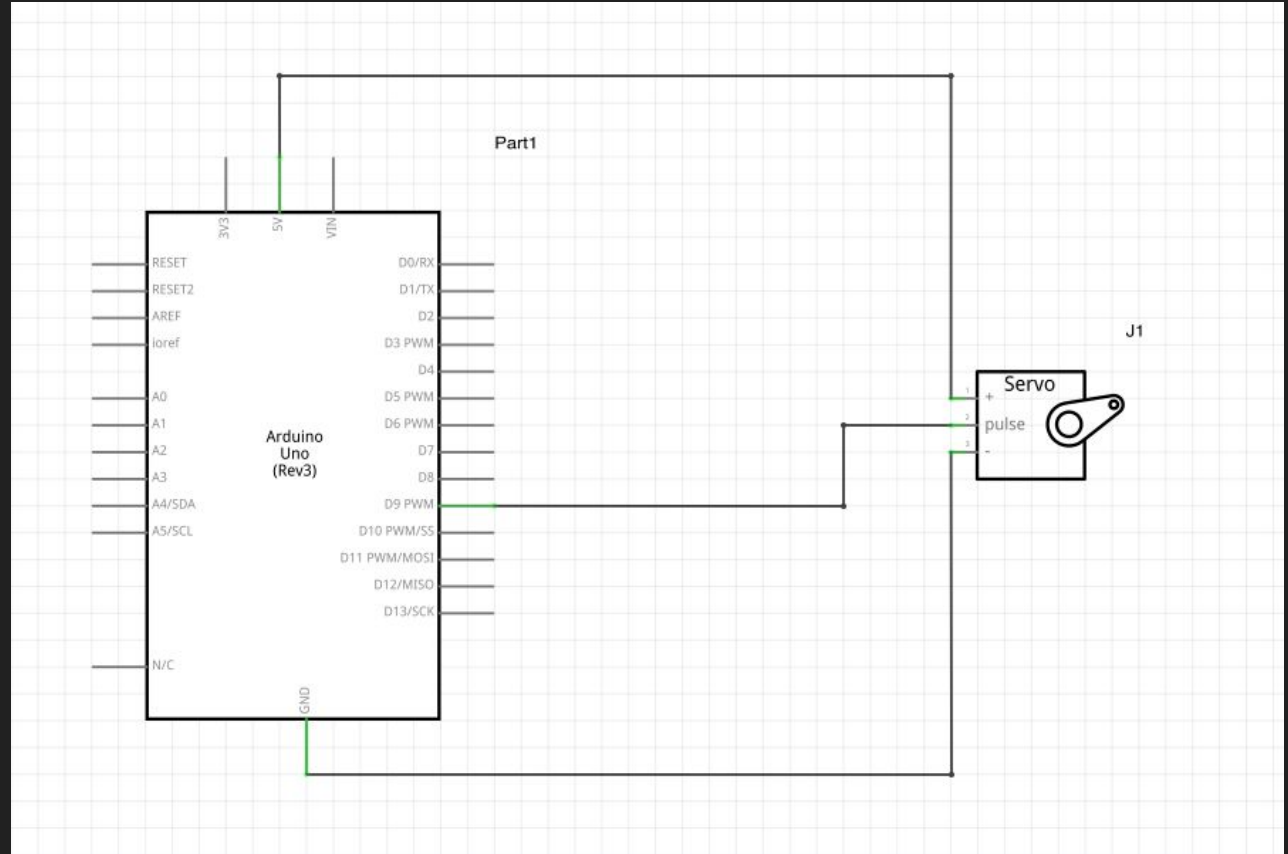 Part1
3V3
5V
VIN
RESET
RESET2
AREF
ioref
A0
A1
A2
A3
A4/SDA
A5/SCL
N/C
Arduino
Uno
(Rev3)
D0/RX
D1/TX
D2
D3 PWM
D4
D5 PWM
D6 PWM
D7
D8
D9 PWM
D10 PWM/SS
D11 PWM/MOSI
D12/MISO
D13/SCK
GND
J1
Servo
1
+
2
pulse
3
-